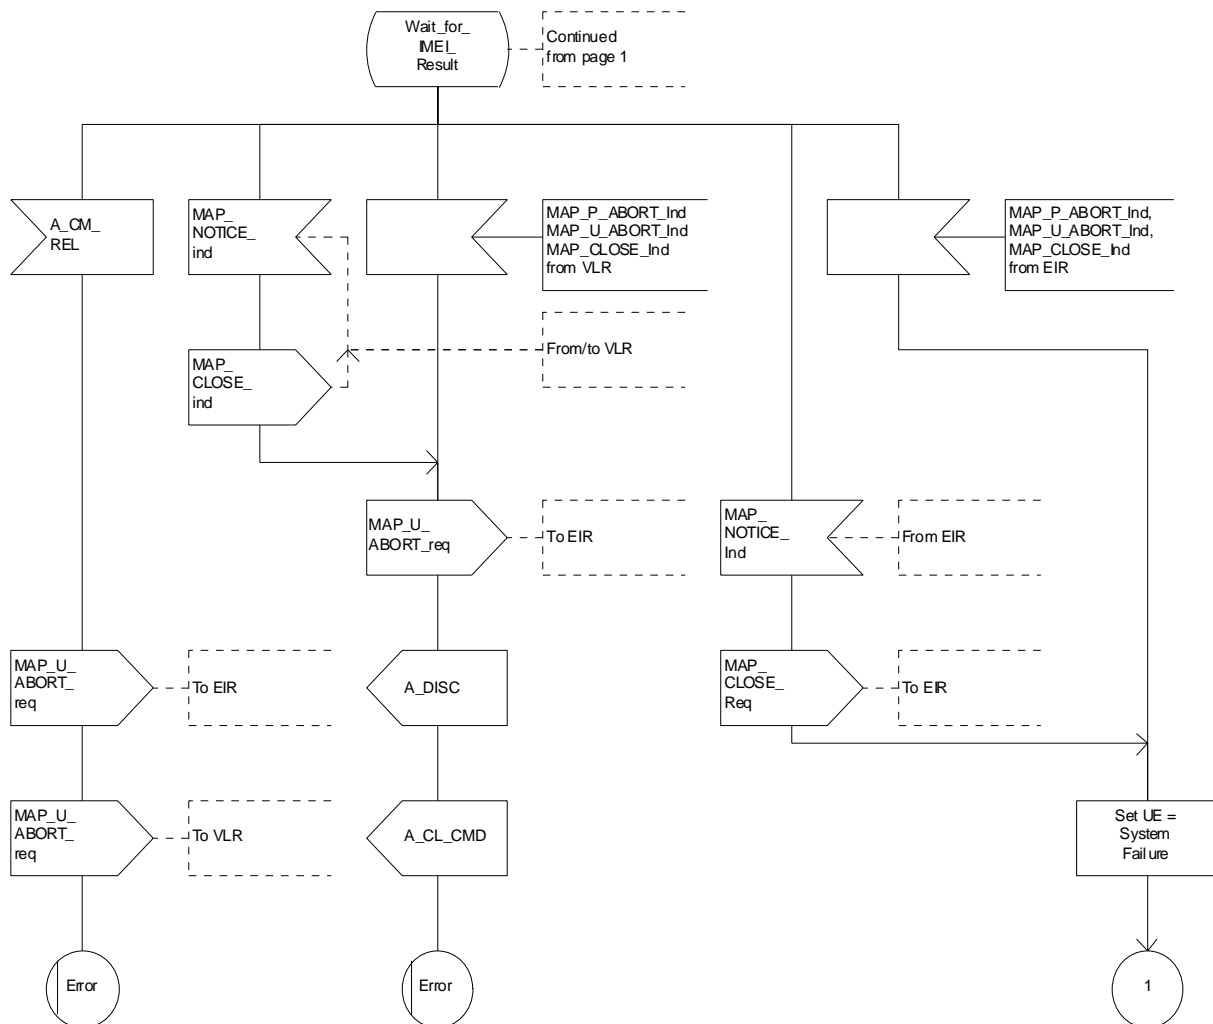 Wait_for_
IMEI_
Result
Continued
from page 1
A_CM_
REL
MAP_
NOTICE_
ind
MAP_P_ABORT_Ind
MAP_U_ABORT_Ind
MAP_CLOSE_Ind
from VLR
MAP_P_ABORT_Ind,
MAP_U_ABORT_Ind,
MAP_CLOSE_Ind
from EIR
MAP_
CLOSE_
ind
From/to VLR
MAP_U_
ABORT_req
To EIR
MAP_
NOTICE_
Ind
From EIR
MAP_U_
ABORT_
req
To EIR
A_DISC
MAP_
CLOSE_
Req
To EIR
MAP_U_
ABORT_
req
To VLR
A_CL_CMD
Set UE =
System
Failure
Error
Error
1